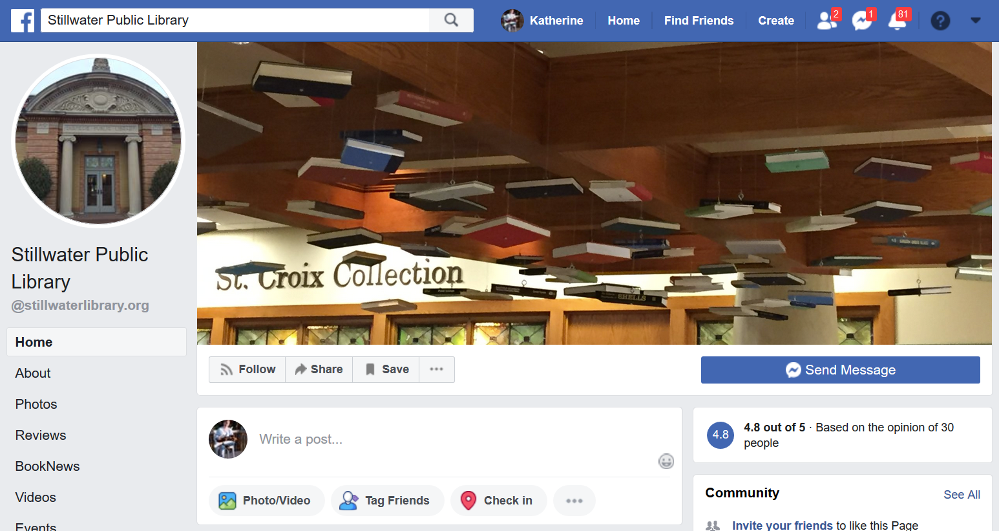 Stillwater Public Library
Katherine
Home
Find Friends
Create
2
1
81
?
St. Croix Collection
SHELLS
Stillwater Public
Library
@stillwaterlibrary.org
Home
About
Photos
Reviews
BookNews
Videos
Events
Follow
Share
Save
Send Message
Write a post...
Photo/Video
Tag Friends
Check in
4.8
4.8 out of 5 · Based on the opinion of 30
people
Community
See All
Invite your friends to like this Page